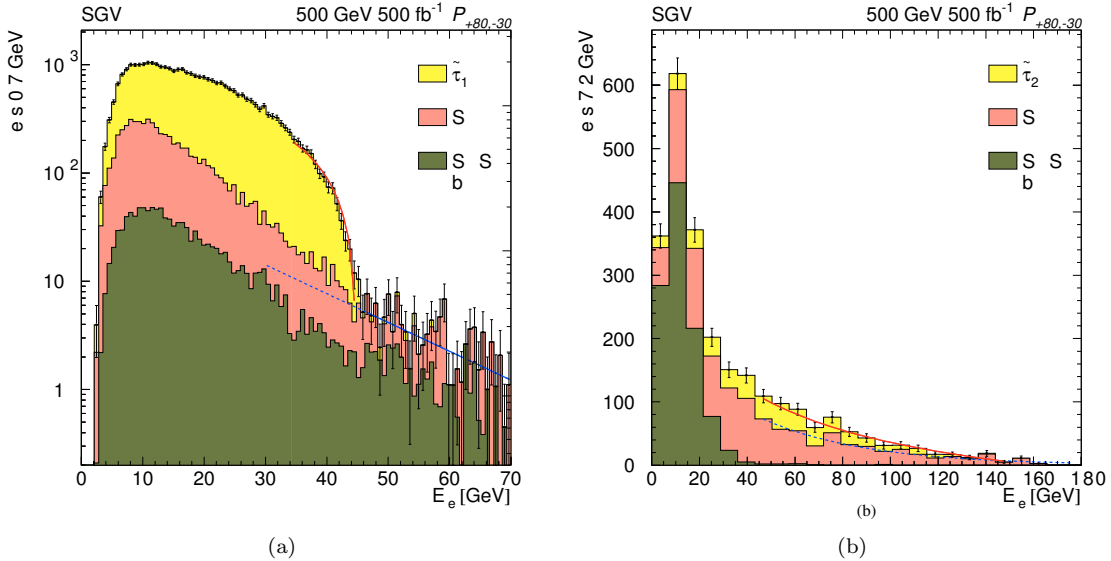 SGV 500 GeV 500 fb⁻¹ P+80,-30
e s 0 7 GeV
10³
10²
10
1
τ̃₁
S
S S
b
0 10 20 30 40 50 60 70
E e [GeV]
(a)
SGV 500 GeV 500 fb⁻¹ P+80,-30
e s 7 2 GeV
600
500
400
300
200
100
0
τ̃₂
S
S S
b
0 20 40 60 80 100 120 140 160 180
E e [GeV]
(b)
(b)